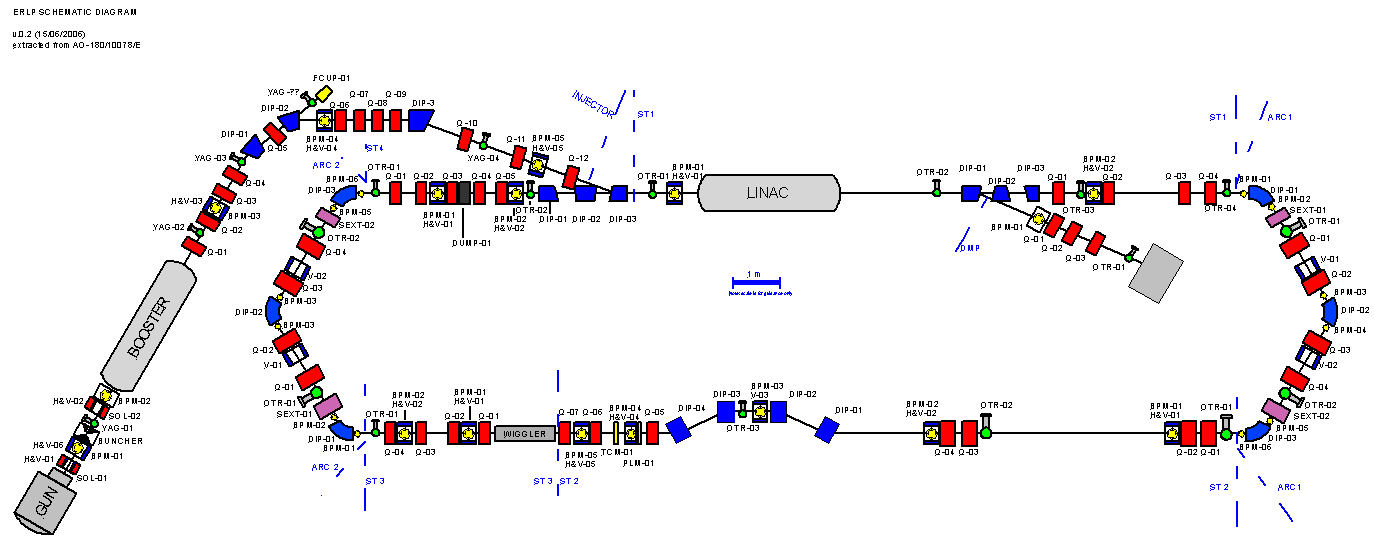 ERLP SCHEMATIC DIAGRAM
v.0.2 (15/06/2006)
extracted from AO-180/10078/E
FCUP-01
YAG-??
Q-06
Q-07
Q-08
Q-09
DIP-3
DIP-02
DIP-01
Q-05
BPM-04
H&V-04
Q-10
YAG-04
Q-11
BPM-05
H&V-05
Q-12
INJECTOR
ST1
ST4
ARC 2
YAG-03
Q-04
H&V-03
Q-03
BPM-03
Q-02
YAG-02
Q-01
BOOSTER
H&V-02
BPM-02
SOL-02
YAG-01
BUNCHER
H&V-05
BPM-01
H&V-01
SOL-01
GUN
BPM-06
DIP-03
BPM-05
SEXT-02
OTR-02
Q-04
V-02
Q-03
BPM-03
DIP-02
BPM-03
Q-02
V-01
Q-01
OTR-01
SEXT-01
BPM-02
DIP-01
BPM-01
ARC 2
OTR-01
Q-01
Q-02
Q-03
Q-04
Q-05
BPM-01
H&V-01
DUMP-01
BPM-02
H&V-02
OTR-02
DIP-01
DIP-02
DIP-03
OTR-01
BPM-01
H&V-01
LINAC
OTR-02
DIP-01
DIP-02
DIP-03
Q-01
BPM-02
H&V-02
Q-02
OTR-03
Q-03
Q-04
OTR-04
ST1
ARC1
DMP
BPM-01
Q-01
Q-02
Q-03
OTR-01
1 m
BPM-01
DIP-01
BPM-02
SEXT-01
OTR-01
Q-01
V-01
Q-02
BPM-03
DIP-02
BPM-04
Q-03
V-02
Q-04
OTR-02
SEXT-02
BPM-05
DIP-03
BPM-06
ST 2
ARC1
OTR-01
BPM-01
H&V-01
Q-02
Q-01
BPM-02
H&V-02
Q-04
Q-03
OTR-02
DIP-01
DIP-02
BPM-03
V-03
DIP-03
OTR-03
DIP-04
Q-05
BPM-04
H&V-04
TCM-01
PLM-01
Q-06
Q-07
BPM-05
H&V-05
ST 3
ST 2
WIGGLER
Q-01
Q-02
BPM-01
H&V-01
BPM-02
H&V-02
Q-03
Q-04
OTR-01
ST 3